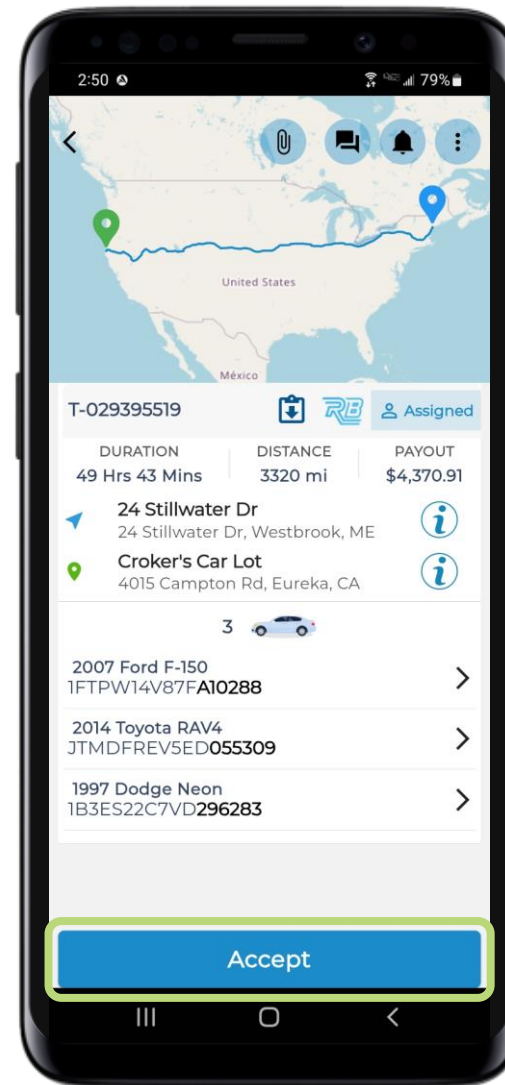 2:50 79%
United States
México
T-029395519 RB Assigned
DURATION DISTANCE PAYOUT
49 Hrs 43 Mins 3320 mi $4,370.91
24 Stillwater Dr
24 Stillwater Dr, Westbrook, ME
Croker's Car Lot
4015 Campton Rd, Eureka, CA
3
2007 Ford F-150
1FTPW14V87FA10288
2014 Toyota RAV4
JTMDFREV5ED055309
1997 Dodge Neon
1B3ES22C7VD296283
Accept